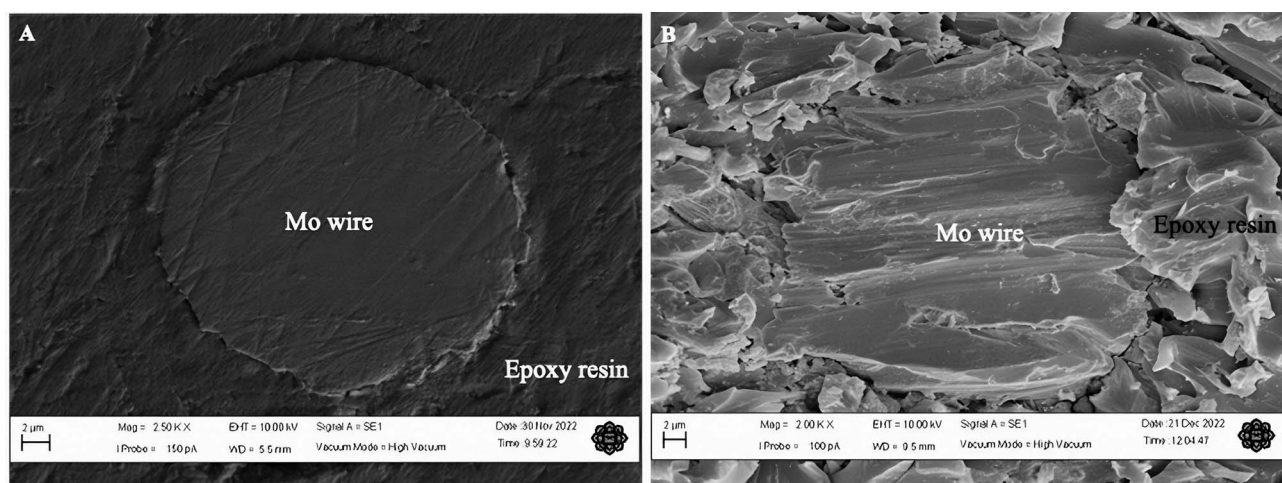 A
Mo wire
Epoxy resin
2 µm
Mag = 2.50 K X
EHT = 10.00 kV
Signal A = SE1
Date :30 Nov 2022
I Probe = 150 pA
WD = 5.5 mm
Vacuum Mode = High Vacuum
Time :9:59:22
B
Mo wire
Epoxy resin
2 µm
Mag = 2.00 K X
EHT = 10.00 kV
Signal A = SE1
Date :21 Dec 2022
I Probe = 100 pA
WD = 9.5 mm
Vacuum Mode = High Vacuum
Time :12:04:47